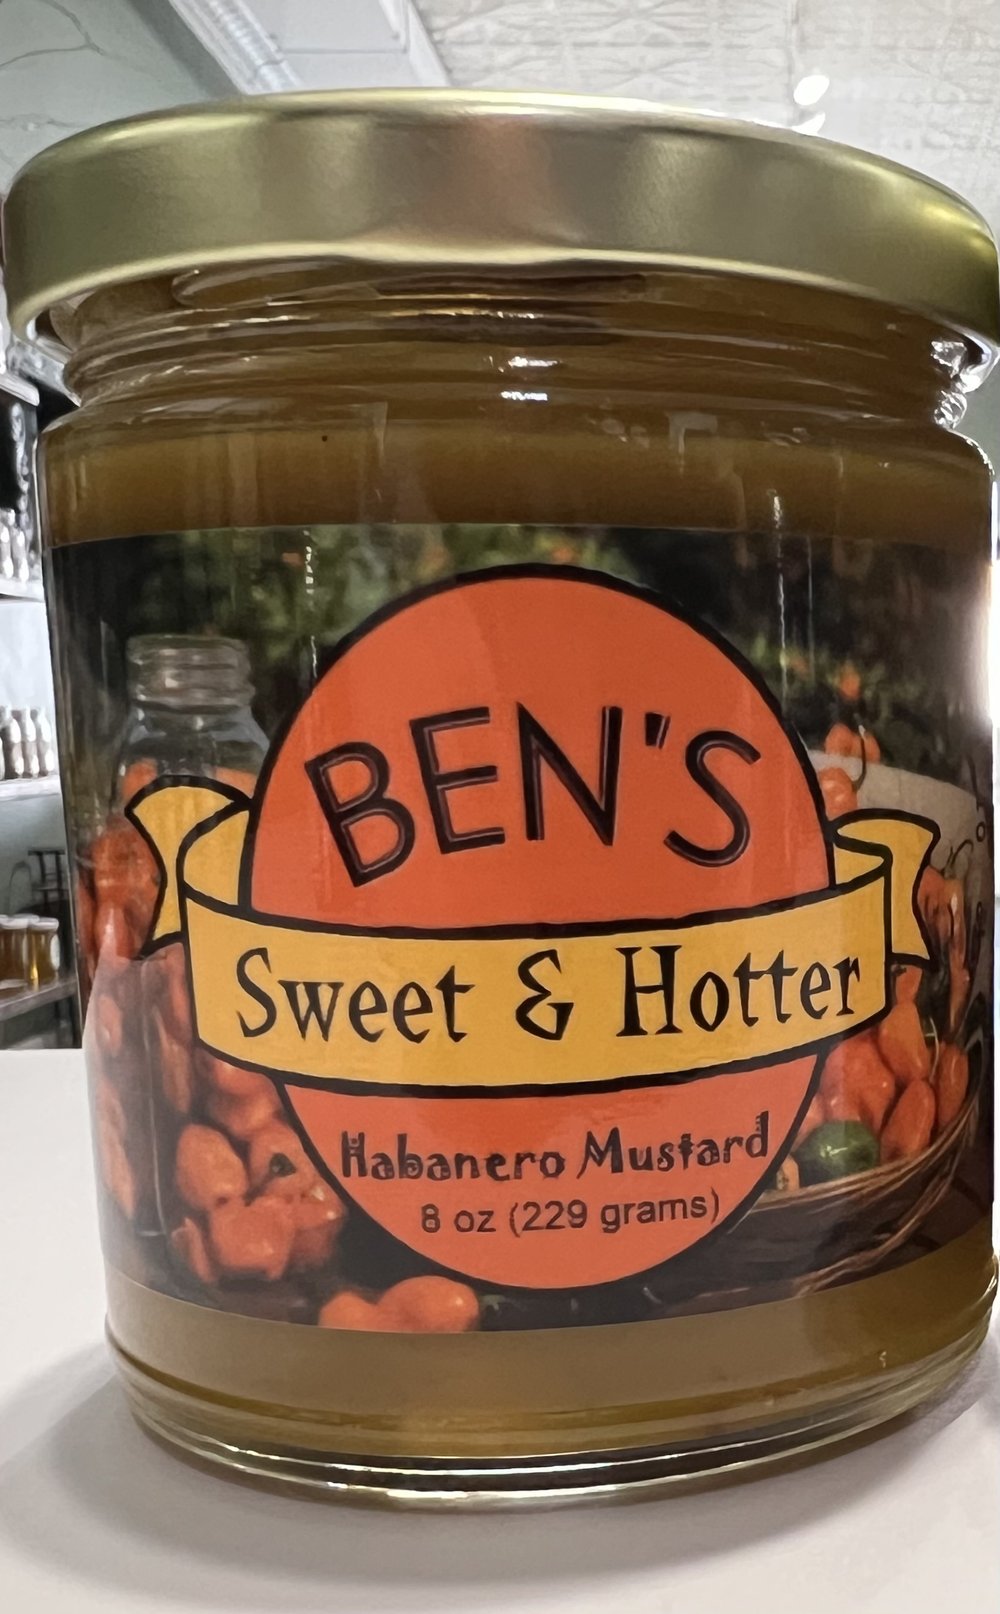 BEN'S
Sweet & Hotter
Habanero Mustard
8 oz (229 grams)